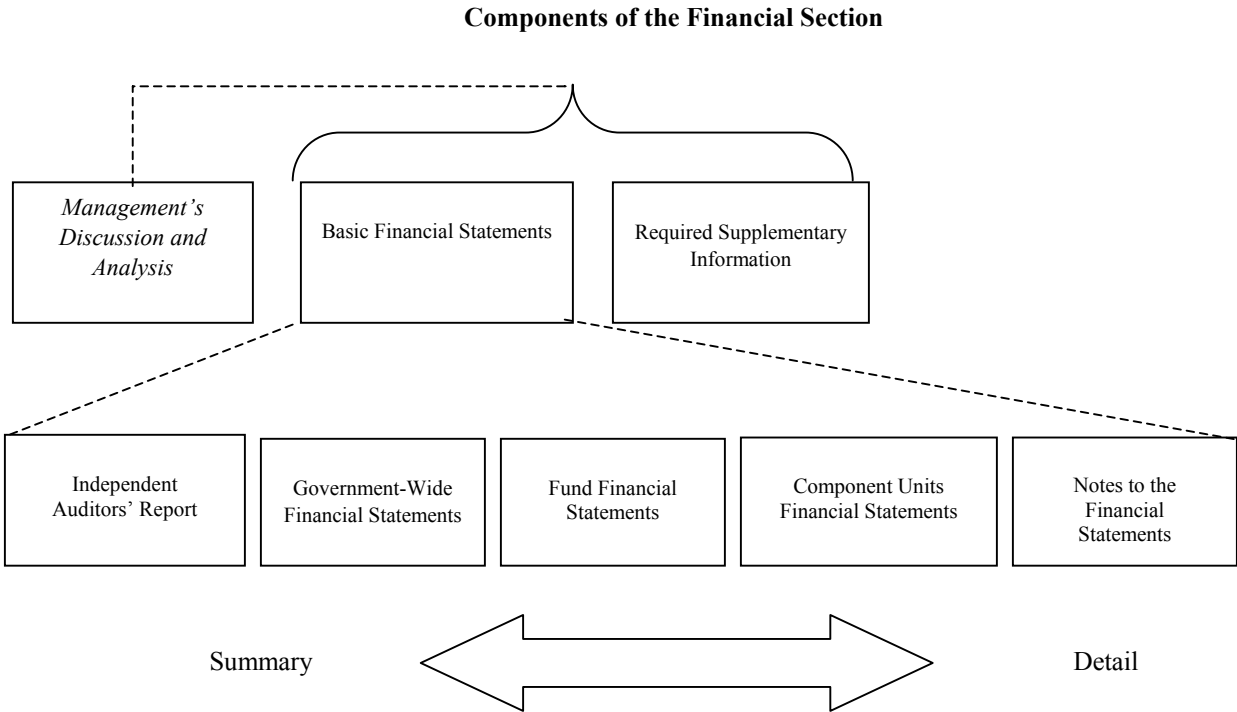 Components of the Financial Section
Management’s
Discussion and
Analysis
Basic Financial Statements
Required Supplementary
Information
Independent
Auditors’ Report
Government-Wide
Financial Statements
Fund Financial
Statements
Component Units
Financial Statements
Notes to the
Financial
Statements
Summary
Detail